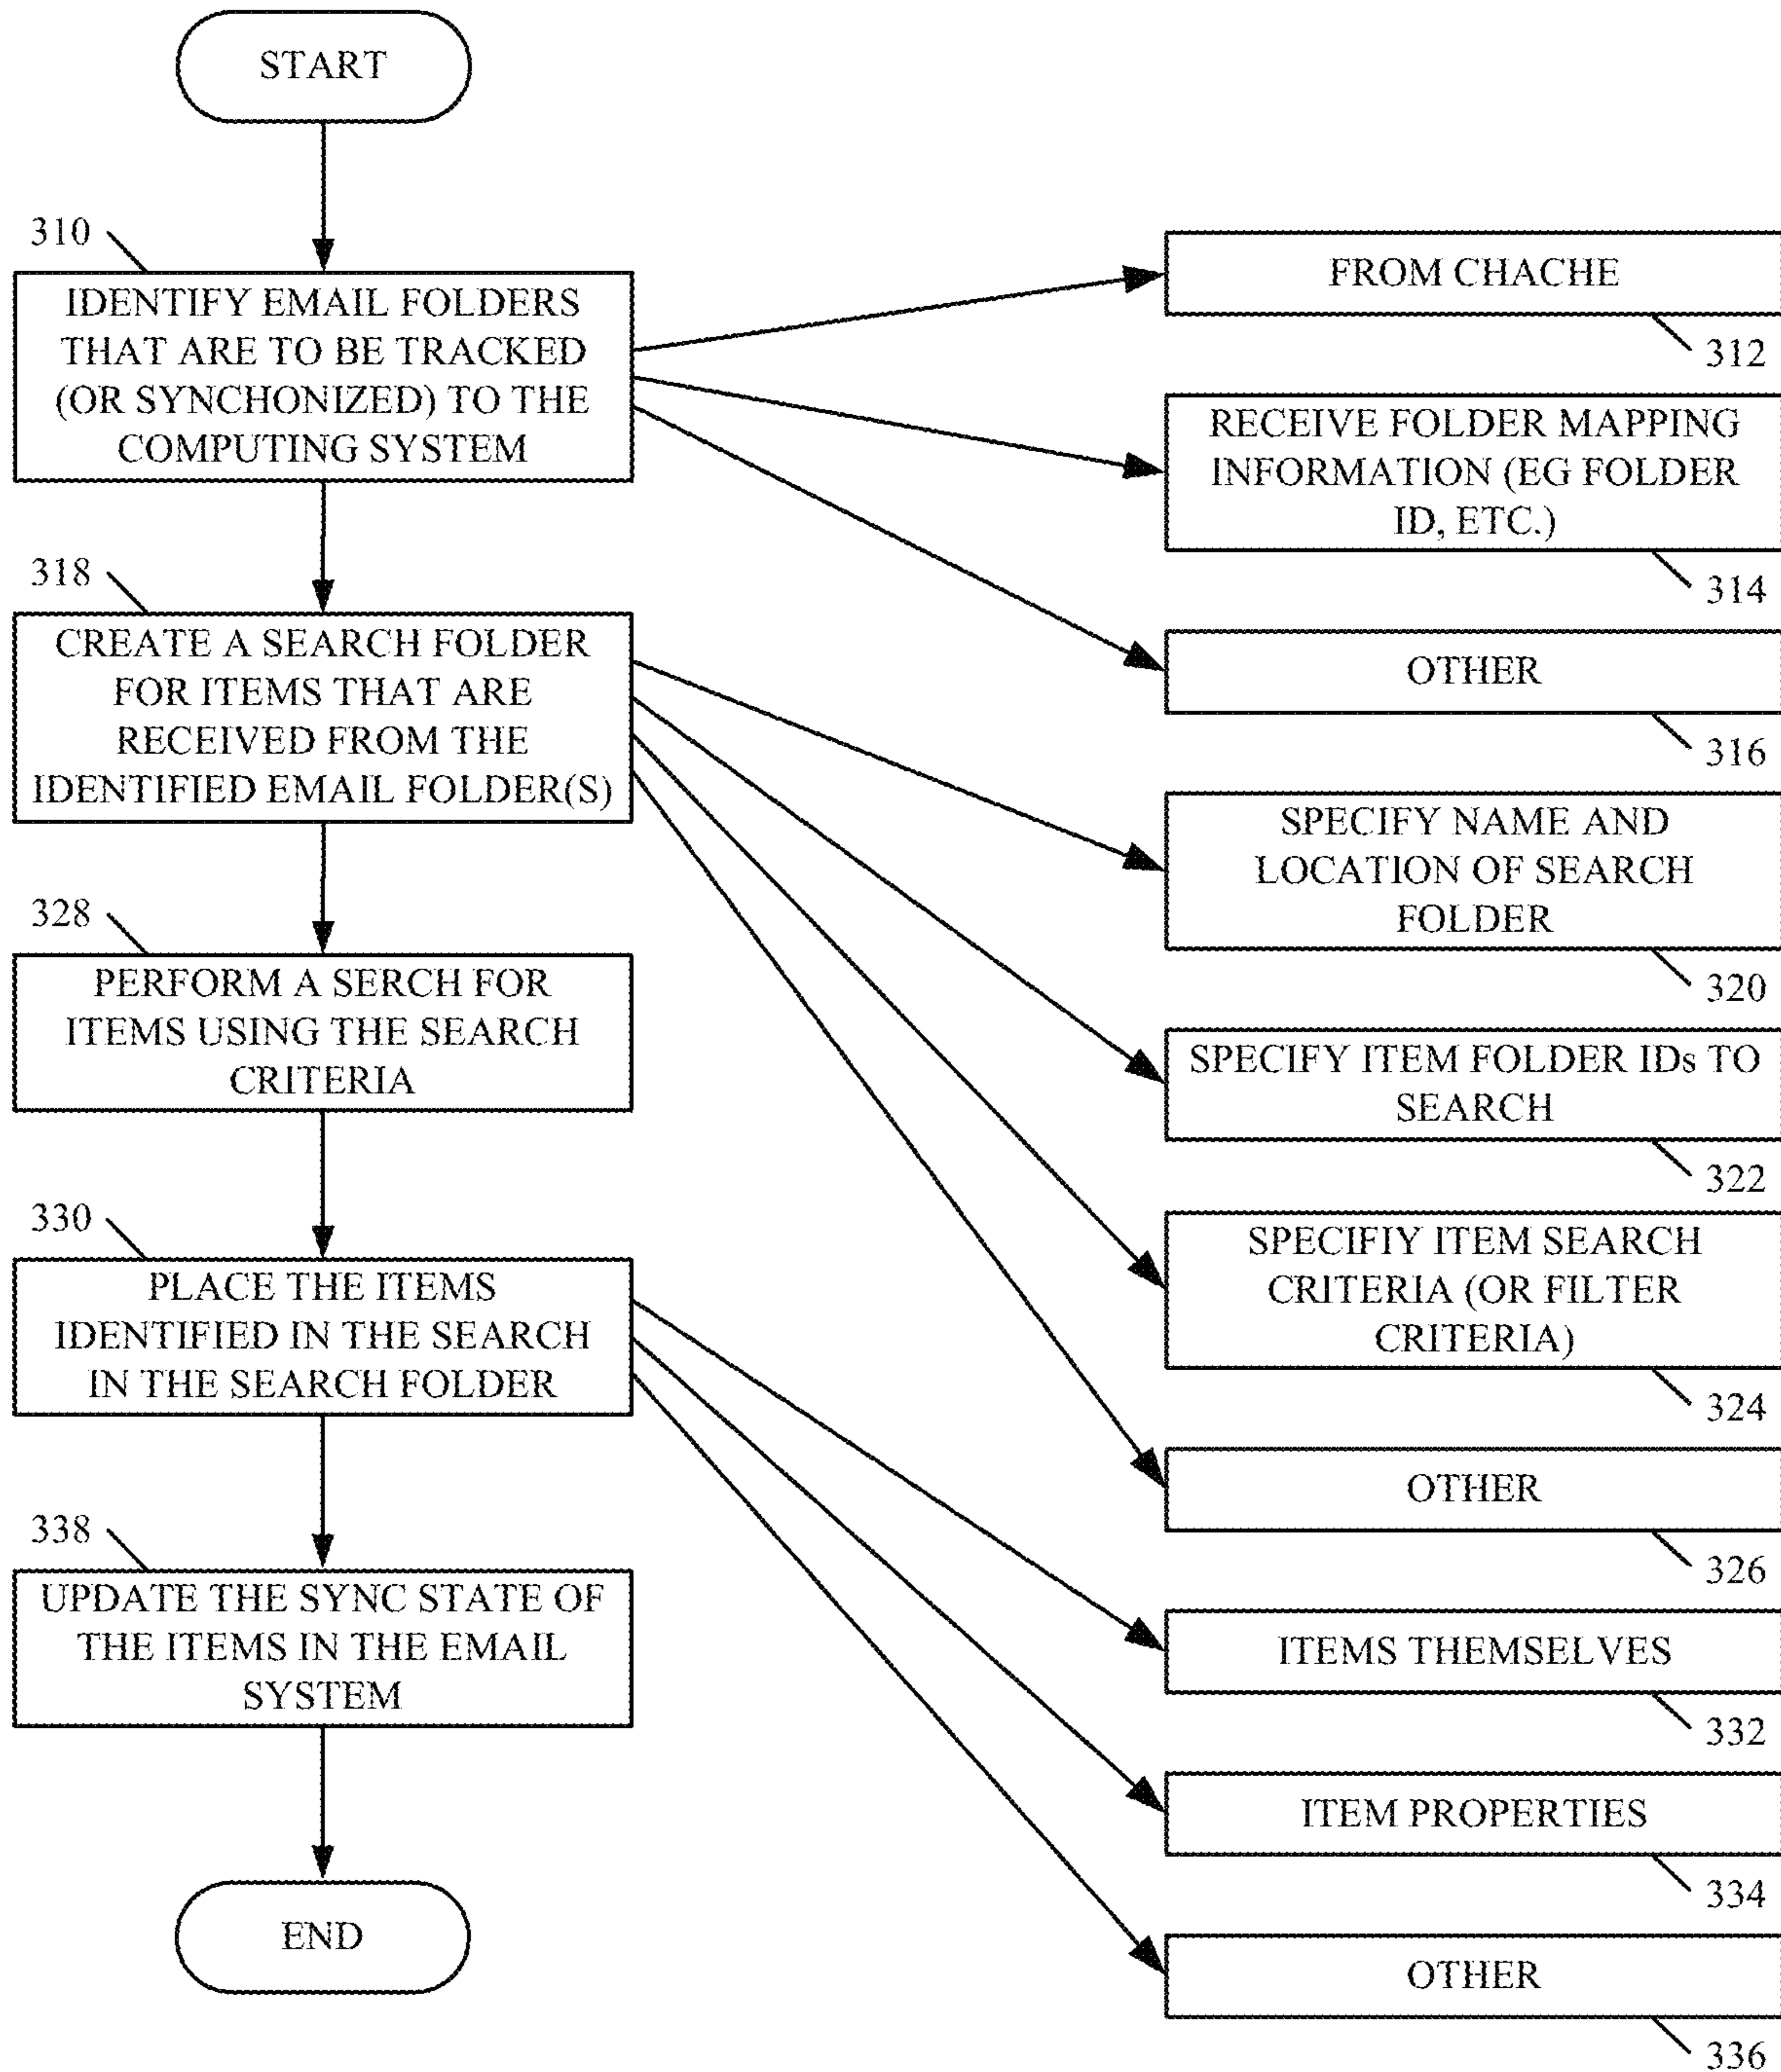 START
310
IDENTIFY EMAIL FOLDERS
THAT ARE TO BE TRACKED
(OR SYNCHONIZED) TO THE
COMPUTING SYSTEM
FROM CHACHE
312
RECEIVE FOLDER MAPPING
INFORMATION (EG FOLDER
ID, ETC.)
314
OTHER
316
318
CREATE A SEARCH FOLDER
FOR ITEMS THAT ARE
RECEIVED FROM THE
IDENTIFIED EMAIL FOLDER(S)
SPECIFY NAME AND
LOCATION OF SEARCH
FOLDER
320
SPECIFY ITEM FOLDER IDs TO
SEARCH
322
SPECIFIY ITEM SEARCH
CRITERIA (OR FILTER
CRITERIA)
324
OTHER
326
328
PERFORM A SERCH FOR
ITEMS USING THE SEARCH
CRITERIA
330
PLACE THE ITEMS
IDENTIFIED IN THE SEARCH
IN THE SEARCH FOLDER
ITEMS THEMSELVES
332
ITEM PROPERTIES
334
OTHER
336
338
UPDATE THE SYNC STATE OF
THE ITEMS IN THE EMAIL
SYSTEM
END